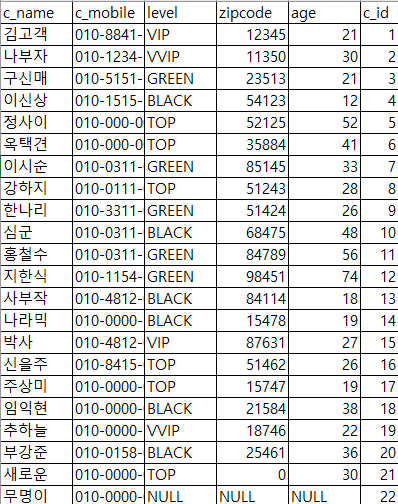 c_name c_mobile level zipcode age c_id
김고객 010-8841- VIP 12345 21 1
나부자 010-1234- VVIP 11350 30 2
구신매 010-5151- GREEN 23513 21 3
이신상 010-1515- BLACK 54123 12 4
정사이 010-000-0 TOP 52125 52 5
옥택견 010-000-0 TOP 35884 41 6
이시순 010-0311- GREEN 85145 33 7
강하지 010-0111- TOP 51243 28 8
한나리 010-3311- GREEN 51424 26 9
심군 010-0311- BLACK 68475 48 10
홍철수 010-0311- GREEN 84789 56 11
지한식 010-1154- GREEN 98451 74 12
사부작 010-4812- BLACK 84114 18 13
나라믹 010-0000- BLACK 15478 19 14
박사 010-4812- VIP 87631 27 15
신을주 010-8415- TOP 51462 26 16
주상미 010-0000- TOP 15747 19 17
임익현 010-0000- BLACK 21584 38 18
추하늘 010-0000- VVIP 18746 22 19
부강준 010-0158- BLACK 25461 36 20
새로운 010-0000- TOP 0 30 21
무명이 010-0000- NULL NULL NULL 22